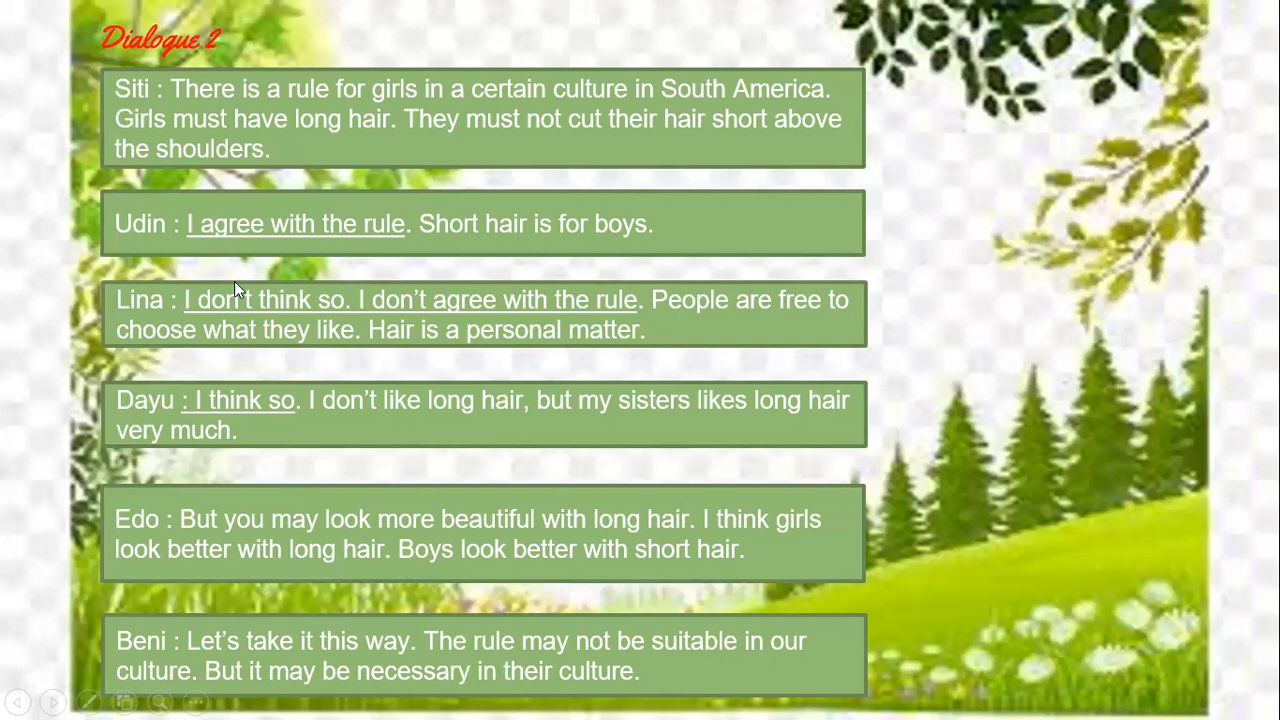 Dialogue 2
Siti : There is a rule for girls in a certain culture in South America.
Girls must have long hair. They must not cut their hair short above
the shoulders.
Udin : I agree with the rule. Short hair is for boys.
Lina : I don't think so. I don’t agree with the rule. People are free to
choose what they like. Hair is a personal matter.
Dayu : I think so. I don’t like long hair, but my sisters likes long hair
very much.
Edo : But you may look more beautiful with long hair. I think girls
look better with long hair. Boys look better with short hair.
Beni : Let’s take it this way. The rule may not be suitable in our
culture. But it may be necessary in their culture.